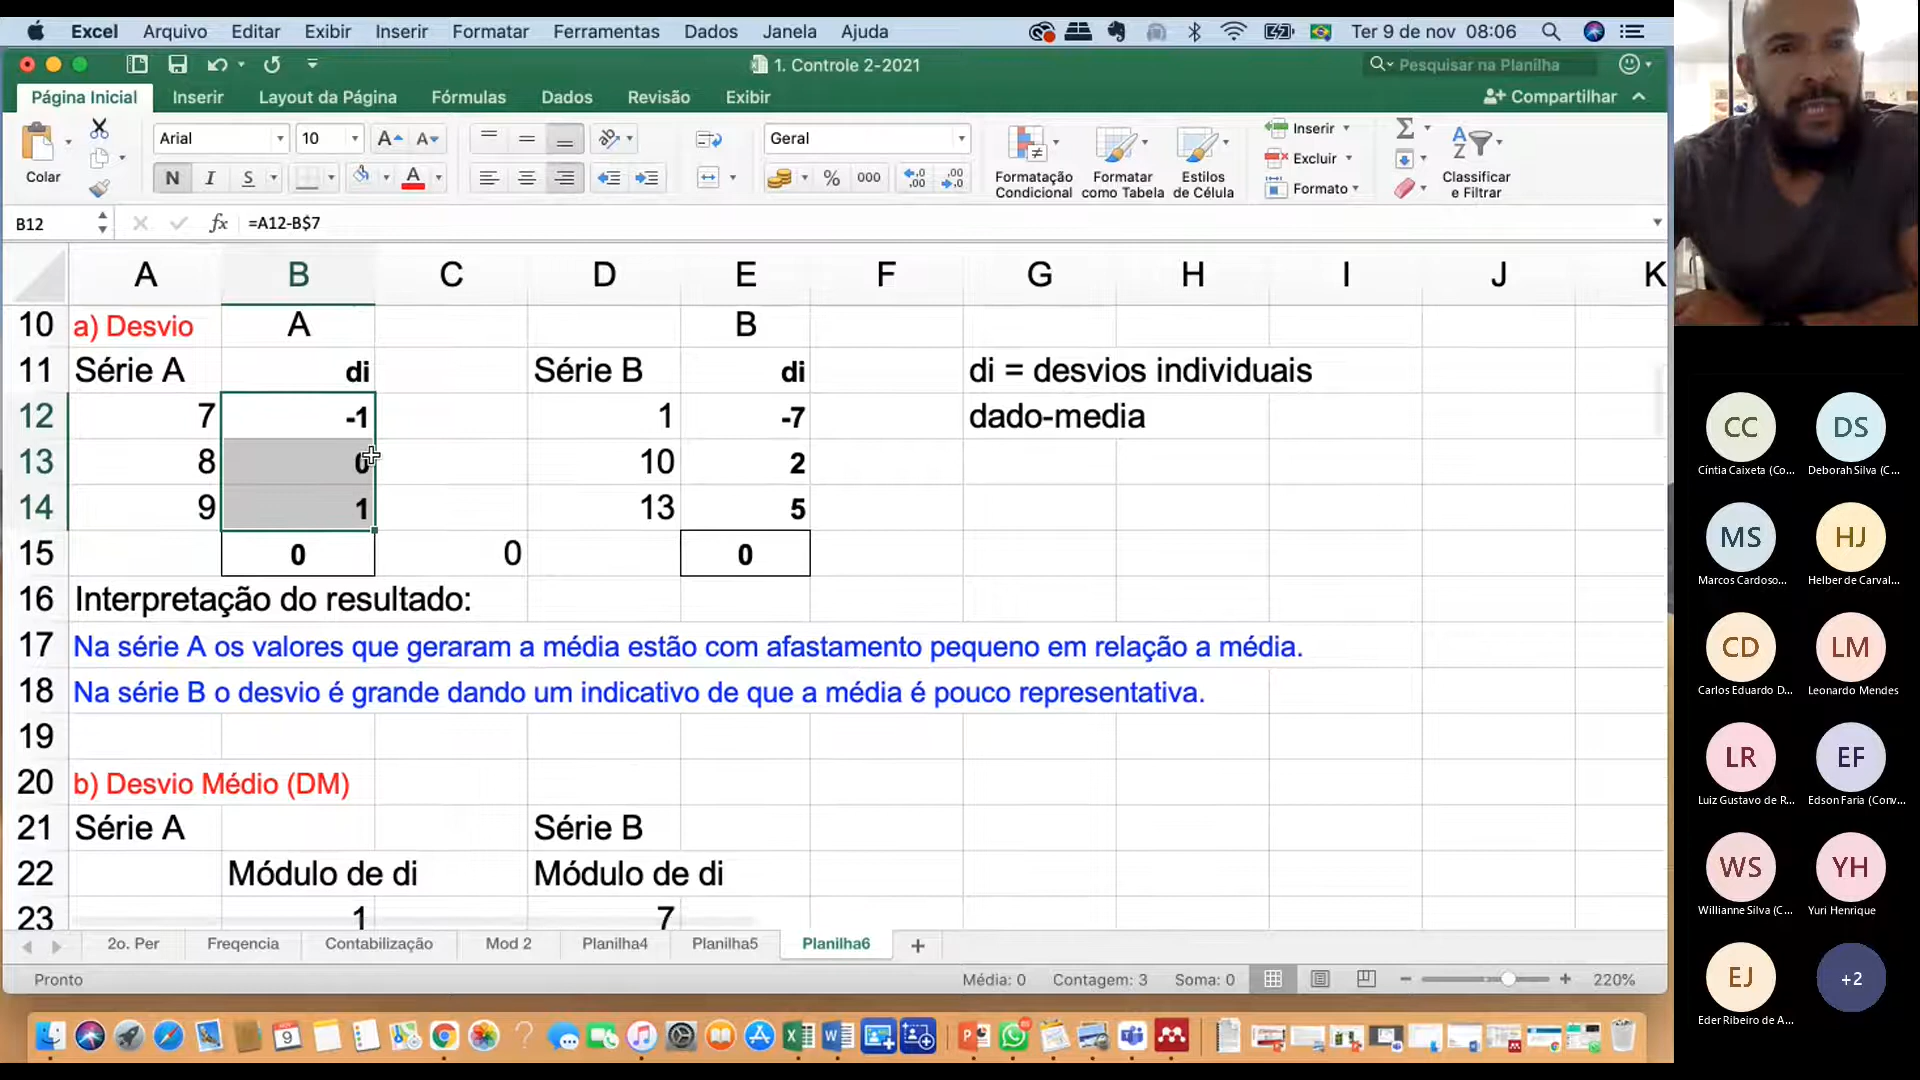 Excel Arquivo Editar Exibir Inserir Formatar Ferramentas Dados Janela Ajuda Ter 9 de nov 08:06
1. Controle 2-2021 Pesquisar na Planilha
Página Inicial Inserir Layout da Página Fórmulas Dados Revisão Exibir Compartilhar
Arial 10 A A Geral Inserir
Colar Excluir
N I S A % 000 ,00 Formatação Condicional Formatar como Tabela Estilos de Célula Formato Classificar e Filtrar
B12 fx =A12-B$7
A B C D E F G H I J K
10 a) Desvio A B
11 Série A di Série B di di = desvios individuais
12 7 -1 1 -7 dado-media
13 8 0 10 2
14 9 1 13 5
15 0 0 0
16 Interpretação do resultado:
17 Na série A os valores que geraram a média estão com afastamento pequeno em relação a média.
18 Na série B o desvio é grande dando um indicativo de que a média é pouco representativa.
19
20 b) Desvio Médio (DM)
21 Série A Série B
22 Módulo de di Módulo de di
23 1 7
2o. Per Freqencia Contabilização Mod 2 Planilha4 Planilha5 Planilha6 +
Pronto Média: 0 Contagem: 3 Soma: 0 220%
CC DS
Cíntia Caixeta (Co... Deborah Silva (C...
MS HJ
Marcos Cardoso... Helber de Carval...
CD LM
Carlos Eduardo D... Leonardo Mendes
LR EF
Luiz Gustavo de R... Edson Faria (Conv...
WS YH
Willianne Silva (C... Yuri Henrique
EJ +2
Eder Ribeiro de A...